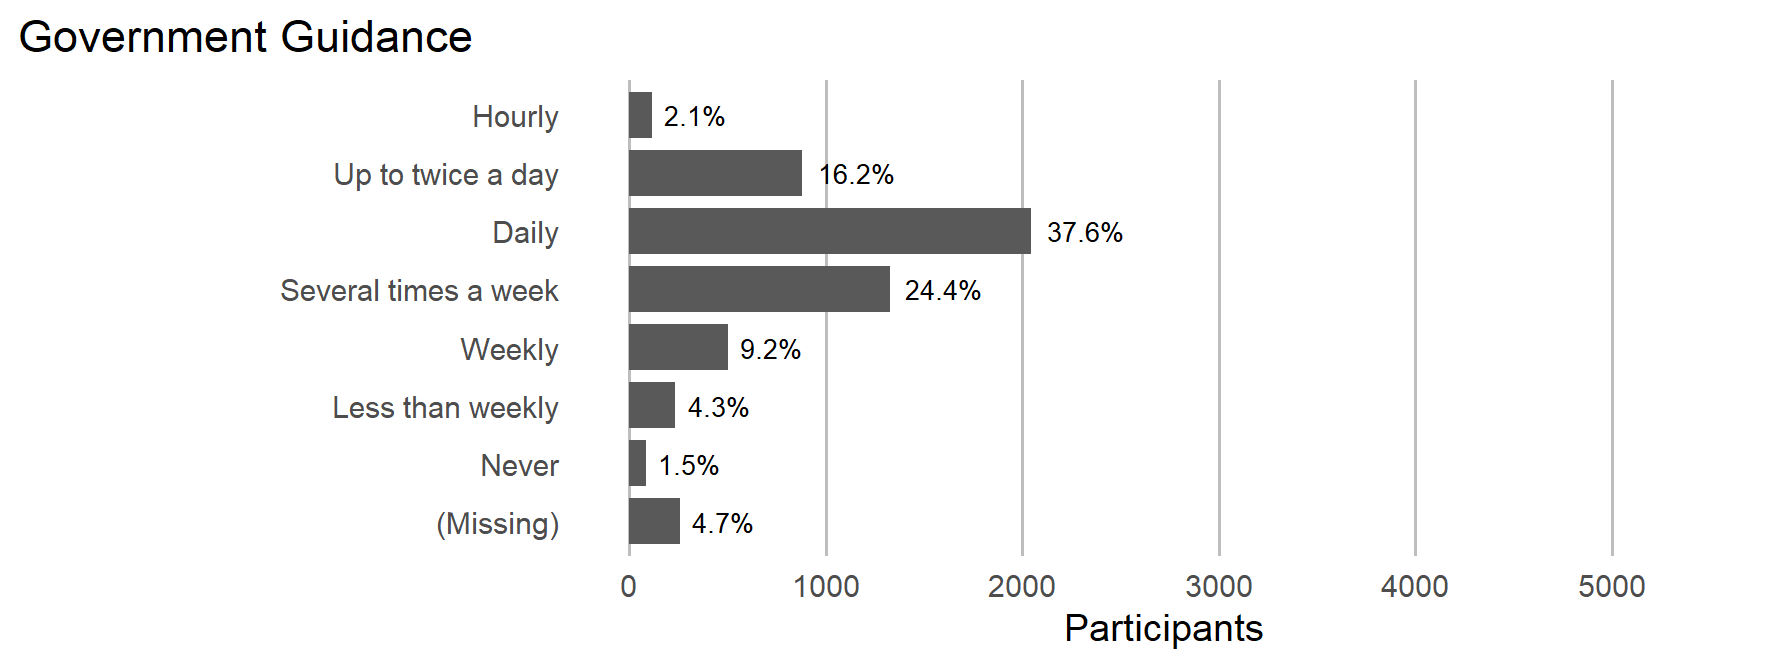 Government Guidance
Hourly 2.1%
Up to twice a day 16.2%
Daily 37.6%
Several times a week 24.4%
Weekly 9.2%
Less than weekly 4.3%
Never 1.5%
(Missing) 4.7%
0 1000 2000 3000 4000 5000
Participants